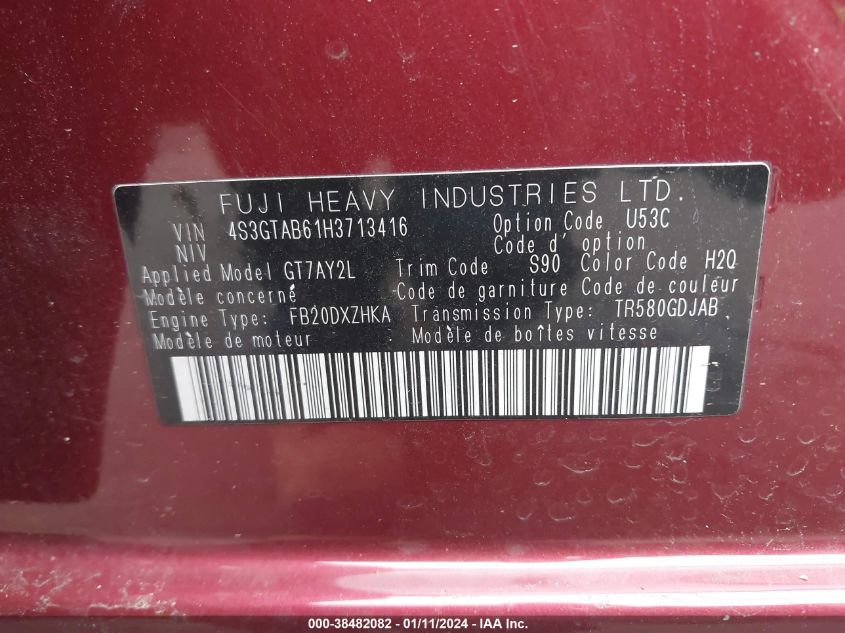 FUJI HEAVY INDUSTRIES LTD.
VIN 4S3GTAB61H3713416 Option Code U53C
NIV Code d'option
Applied Model GT7AY2L Trim Code S90 Color Code H2Q
Modèle concerné Code de garniture Code de couleur
Engine Type: FB20DXZHKA Transmission Type: TR580GDJAB
Modèle de moteur Modèle de boîtes vitesse
000-38482082 - 01/11/2024 - IAA Inc.